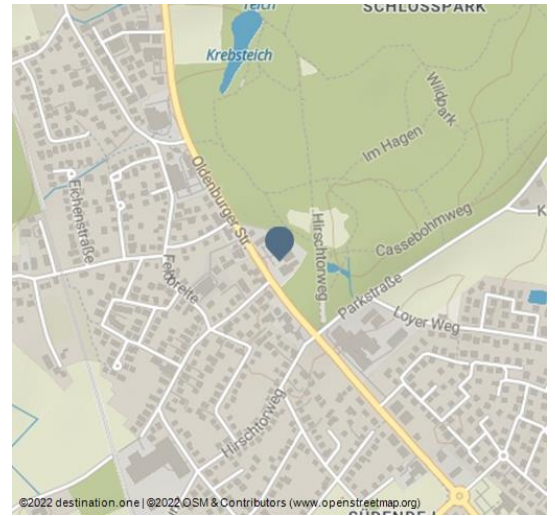 SCHLOSSPARK
Krebsteich
Wildpark
Im Hagen
Oldenburger Str.
Eichenstraße
Hirschtorweg
Cassebohmweg
Feldbreite
Parkstraße
Loyer Weg
Hirschtorweg
©2022 destination.one | ©2022 OSM & Contributors (www.openstreetmap.org)